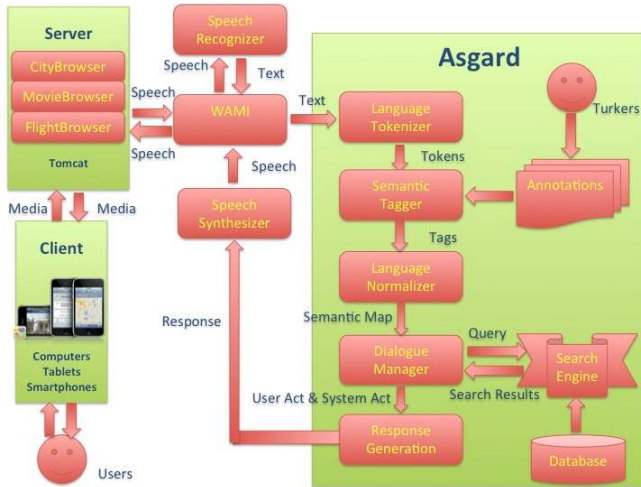 Server
CityBrowser
MovieBrowser
FlightBrowser
Tomcat
Media
Media
Client
Computers
Tablets
Smartphones
Users
Speech
Recognizer
Speech
Text
Speech
WAMI
Speech
Text
Speech
Speech
Synthesizer
Response
Asgard
Language
Tokenizer
Turkers
Tokens
Semantic
Tagger
Annotations
Tags
Language
Normalizer
Semantic Map
Query
Dialogue
Manager
Search
Engine
User Act & System Act
Search Results
Response
Generation
Database